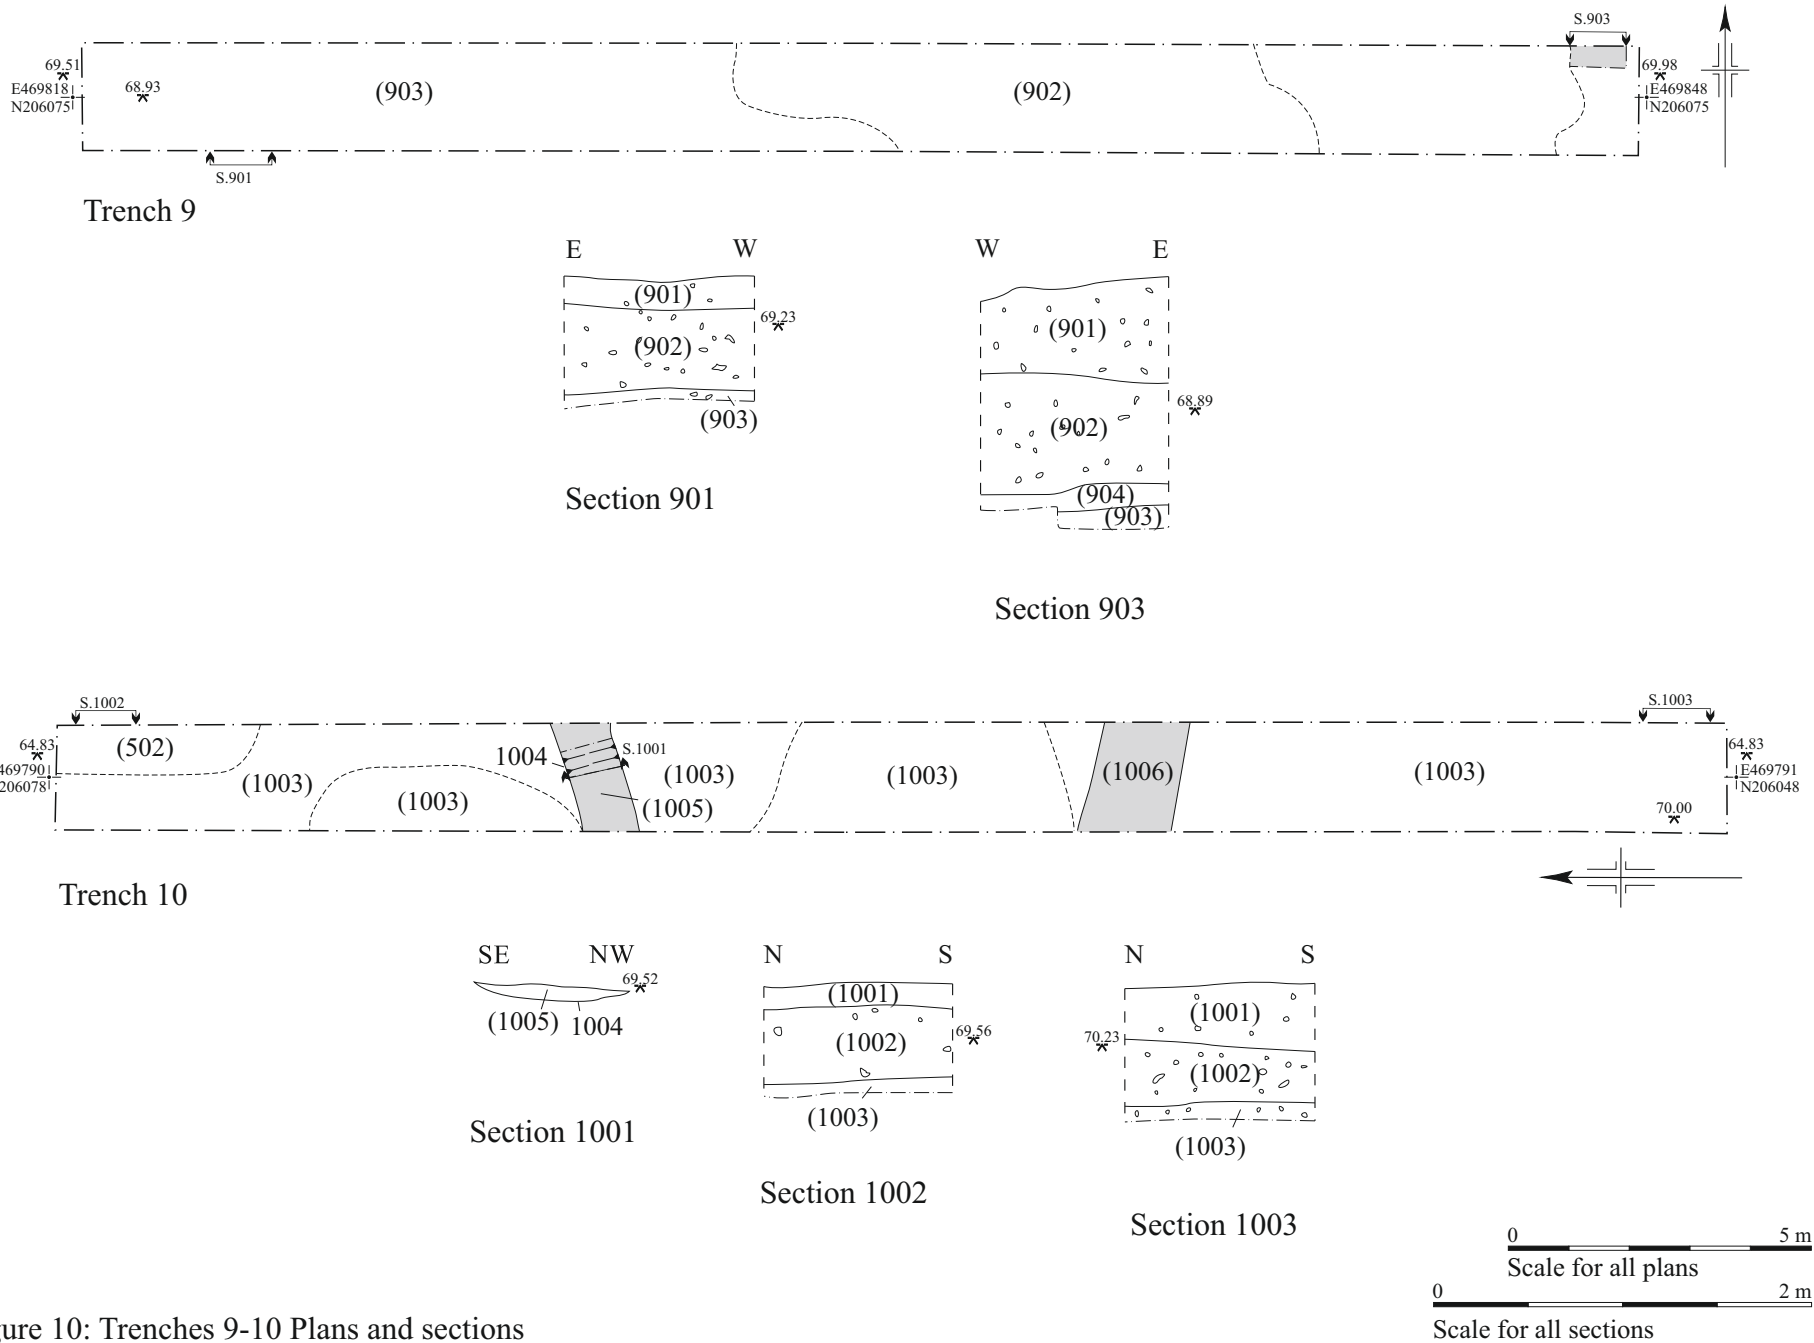 S.903
69.51
E469818
N206075
68.93
(903)
(902)
69.98
E469848
N206075
S.901
Trench 9
E W
(901)
(902)
69.23
(903)
Section 901
W E
(901)
(902)
68.89
(904)
(903)
Section 903
S.1002
S.1003
64.83
469790
206078
(502)
(1003)
(1003)
1004
S.1001
(1003)
(1005)
(1003)
(1006)
(1003)
64.83
E469791
N206048
70.00
Trench 10
SE NW
69.52
(1005) 1004
Section 1001
N S
(1001)
(1002)
69.56
(1003)
Section 1002
N S
(1001)
70.23
(1002)
(1003)
Section 1003
0 5 m
Scale for all plans
0 2 m
Scale for all sections
gure 10: Trenches 9-10 Plans and sections